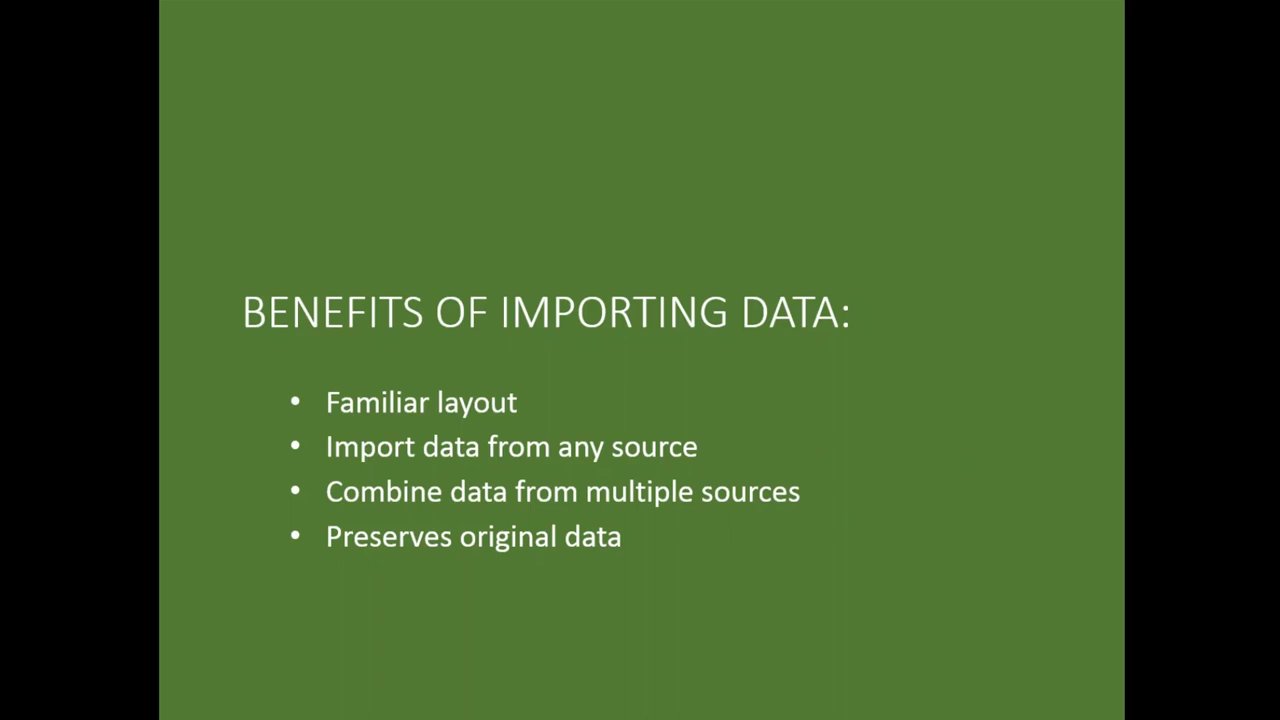 BENEFITS OF IMPORTING DATA:
• Familiar layout
• Import data from any source
• Combine data from multiple sources
• Preserves original data